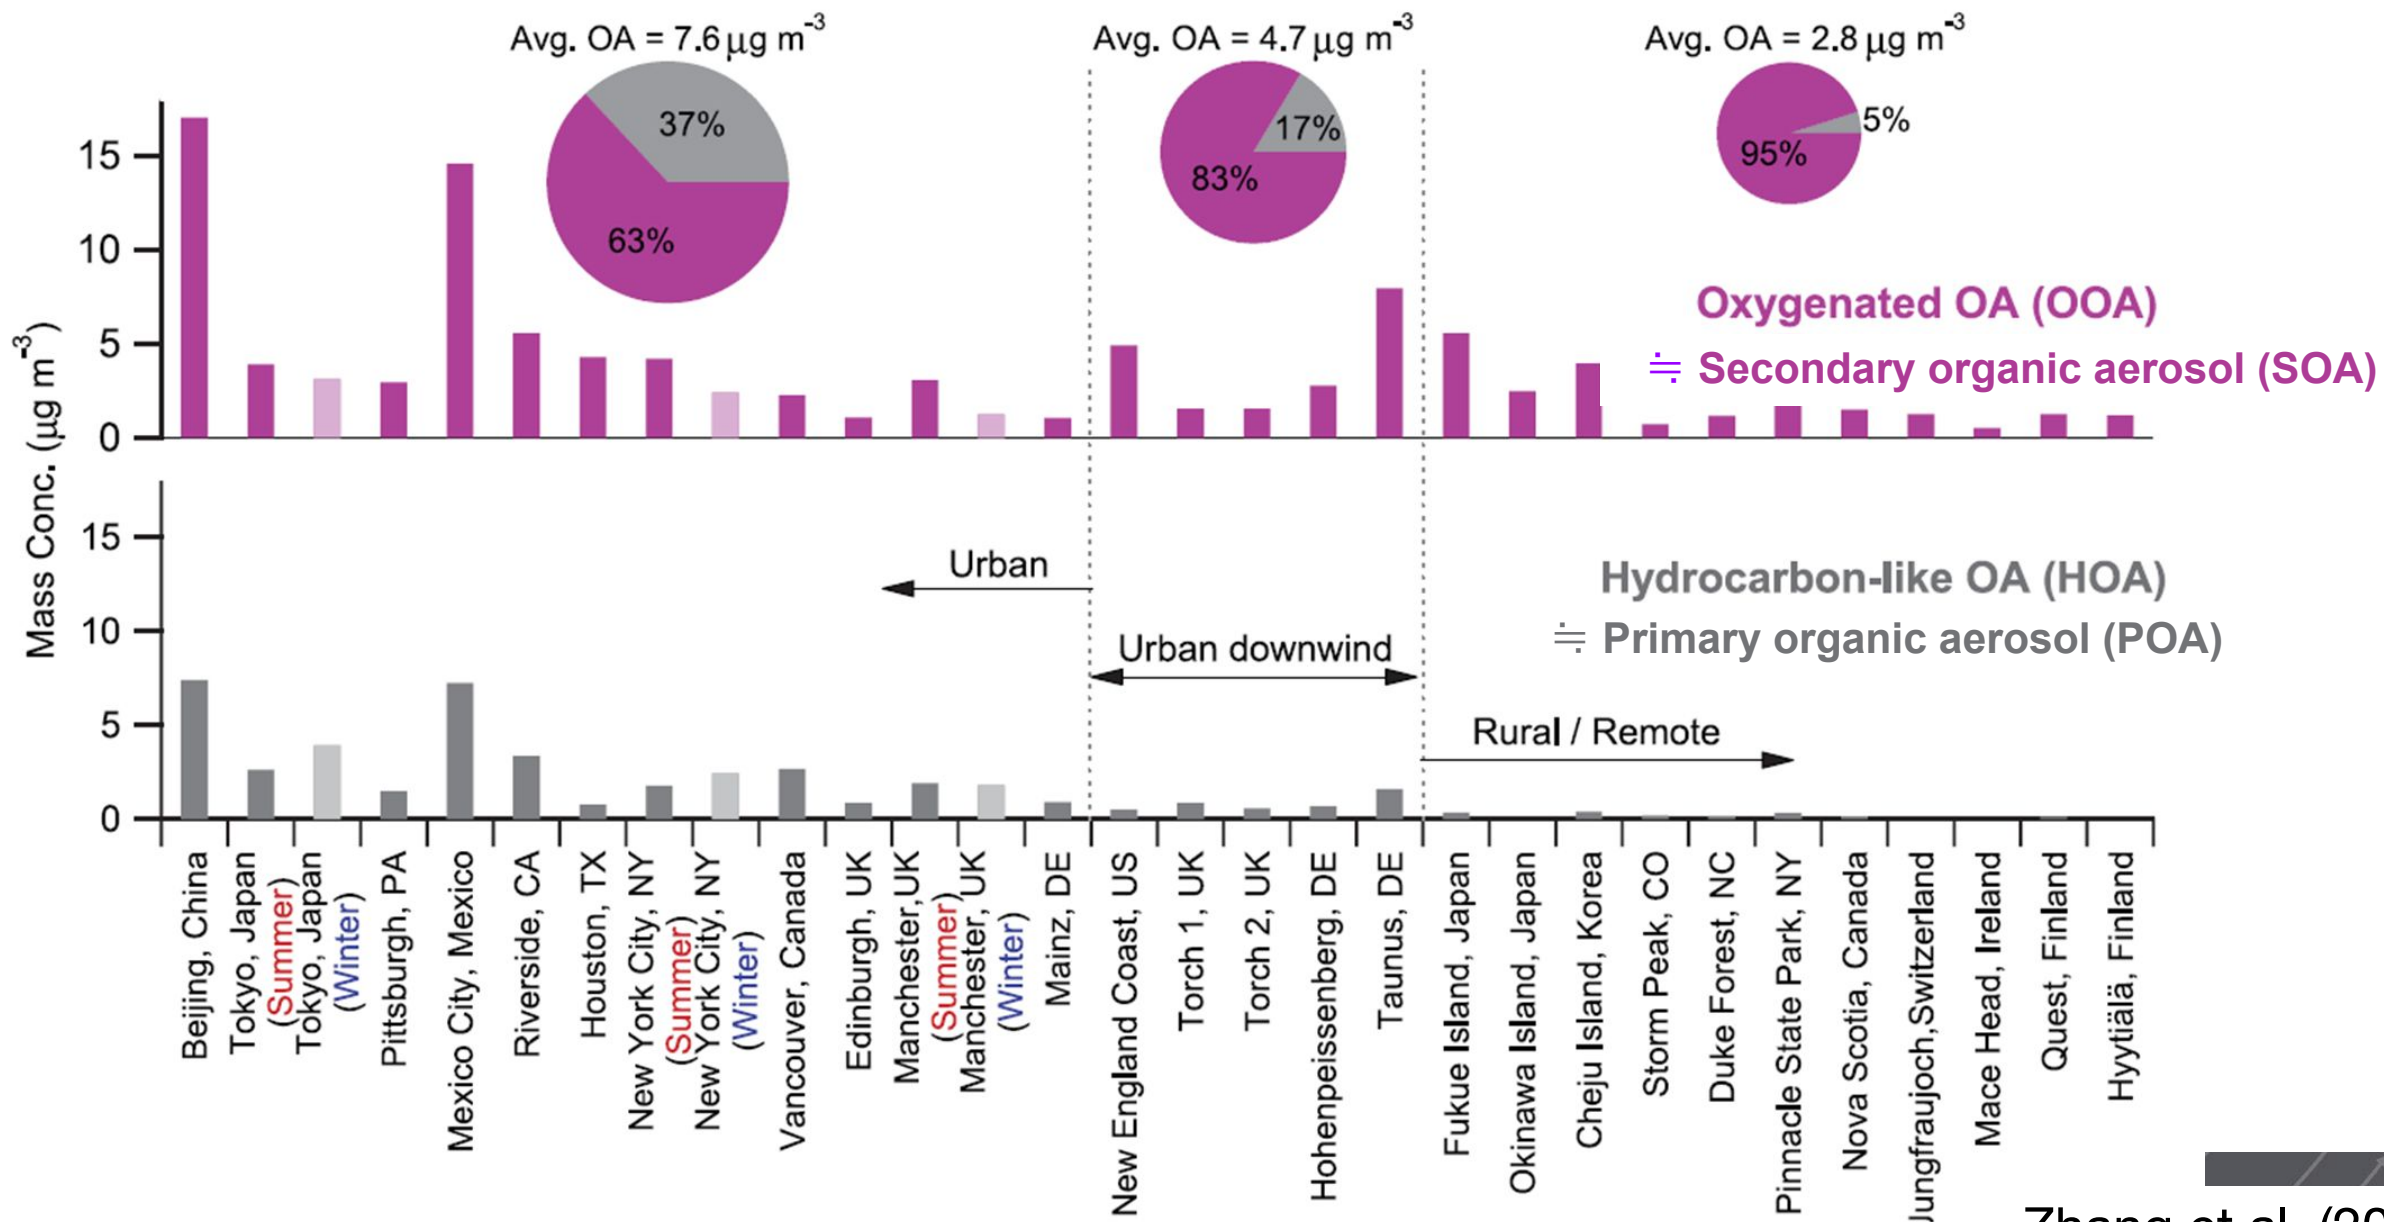 Avg. OA = 7.6 μg m⁻³
Avg. OA = 4.7 μg m⁻³
Avg. OA = 2.8 μg m⁻³
37%
63%
17%
83%
5%
95%
Mass Conc. (μg m⁻³)
15
10
5
0
Oxygenated OA (OOA)
≒ Secondary organic aerosol (SOA)
15
10
5
0
Urban
Urban downwind
Rural / Remote
Hydrocarbon-like OA (HOA)
≒ Primary organic aerosol (POA)
Beijing, China
Tokyo, Japan
(Summer)
Tokyo, Japan
(Winter)
Pittsburgh, PA
Mexico City, Mexico
Riverside, CA
Houston, TX
New York City, NY
(Summer)
New York City, NY
(Winter)
Vancouver, Canada
Edinburgh, UK
Manchester, UK
(Summer)
Manchester, UK
(Winter)
Mainz, DE
New England Coast, US
Torch 1, UK
Torch 2, UK
Hohenpeissenberg, DE
Taunus, DE
Fukue Island, Japan
Okinawa Island, Japan
Cheju Island, Korea
Storm Peak, CO
Duke Forest, NC
Pinnacle State Park, NY
Nova Scotia, Canada
Jungfraujoch, Switzerland
Mace Head, Ireland
Quest, Finland
Hyytiälä, Finland
Zhang et al. (20